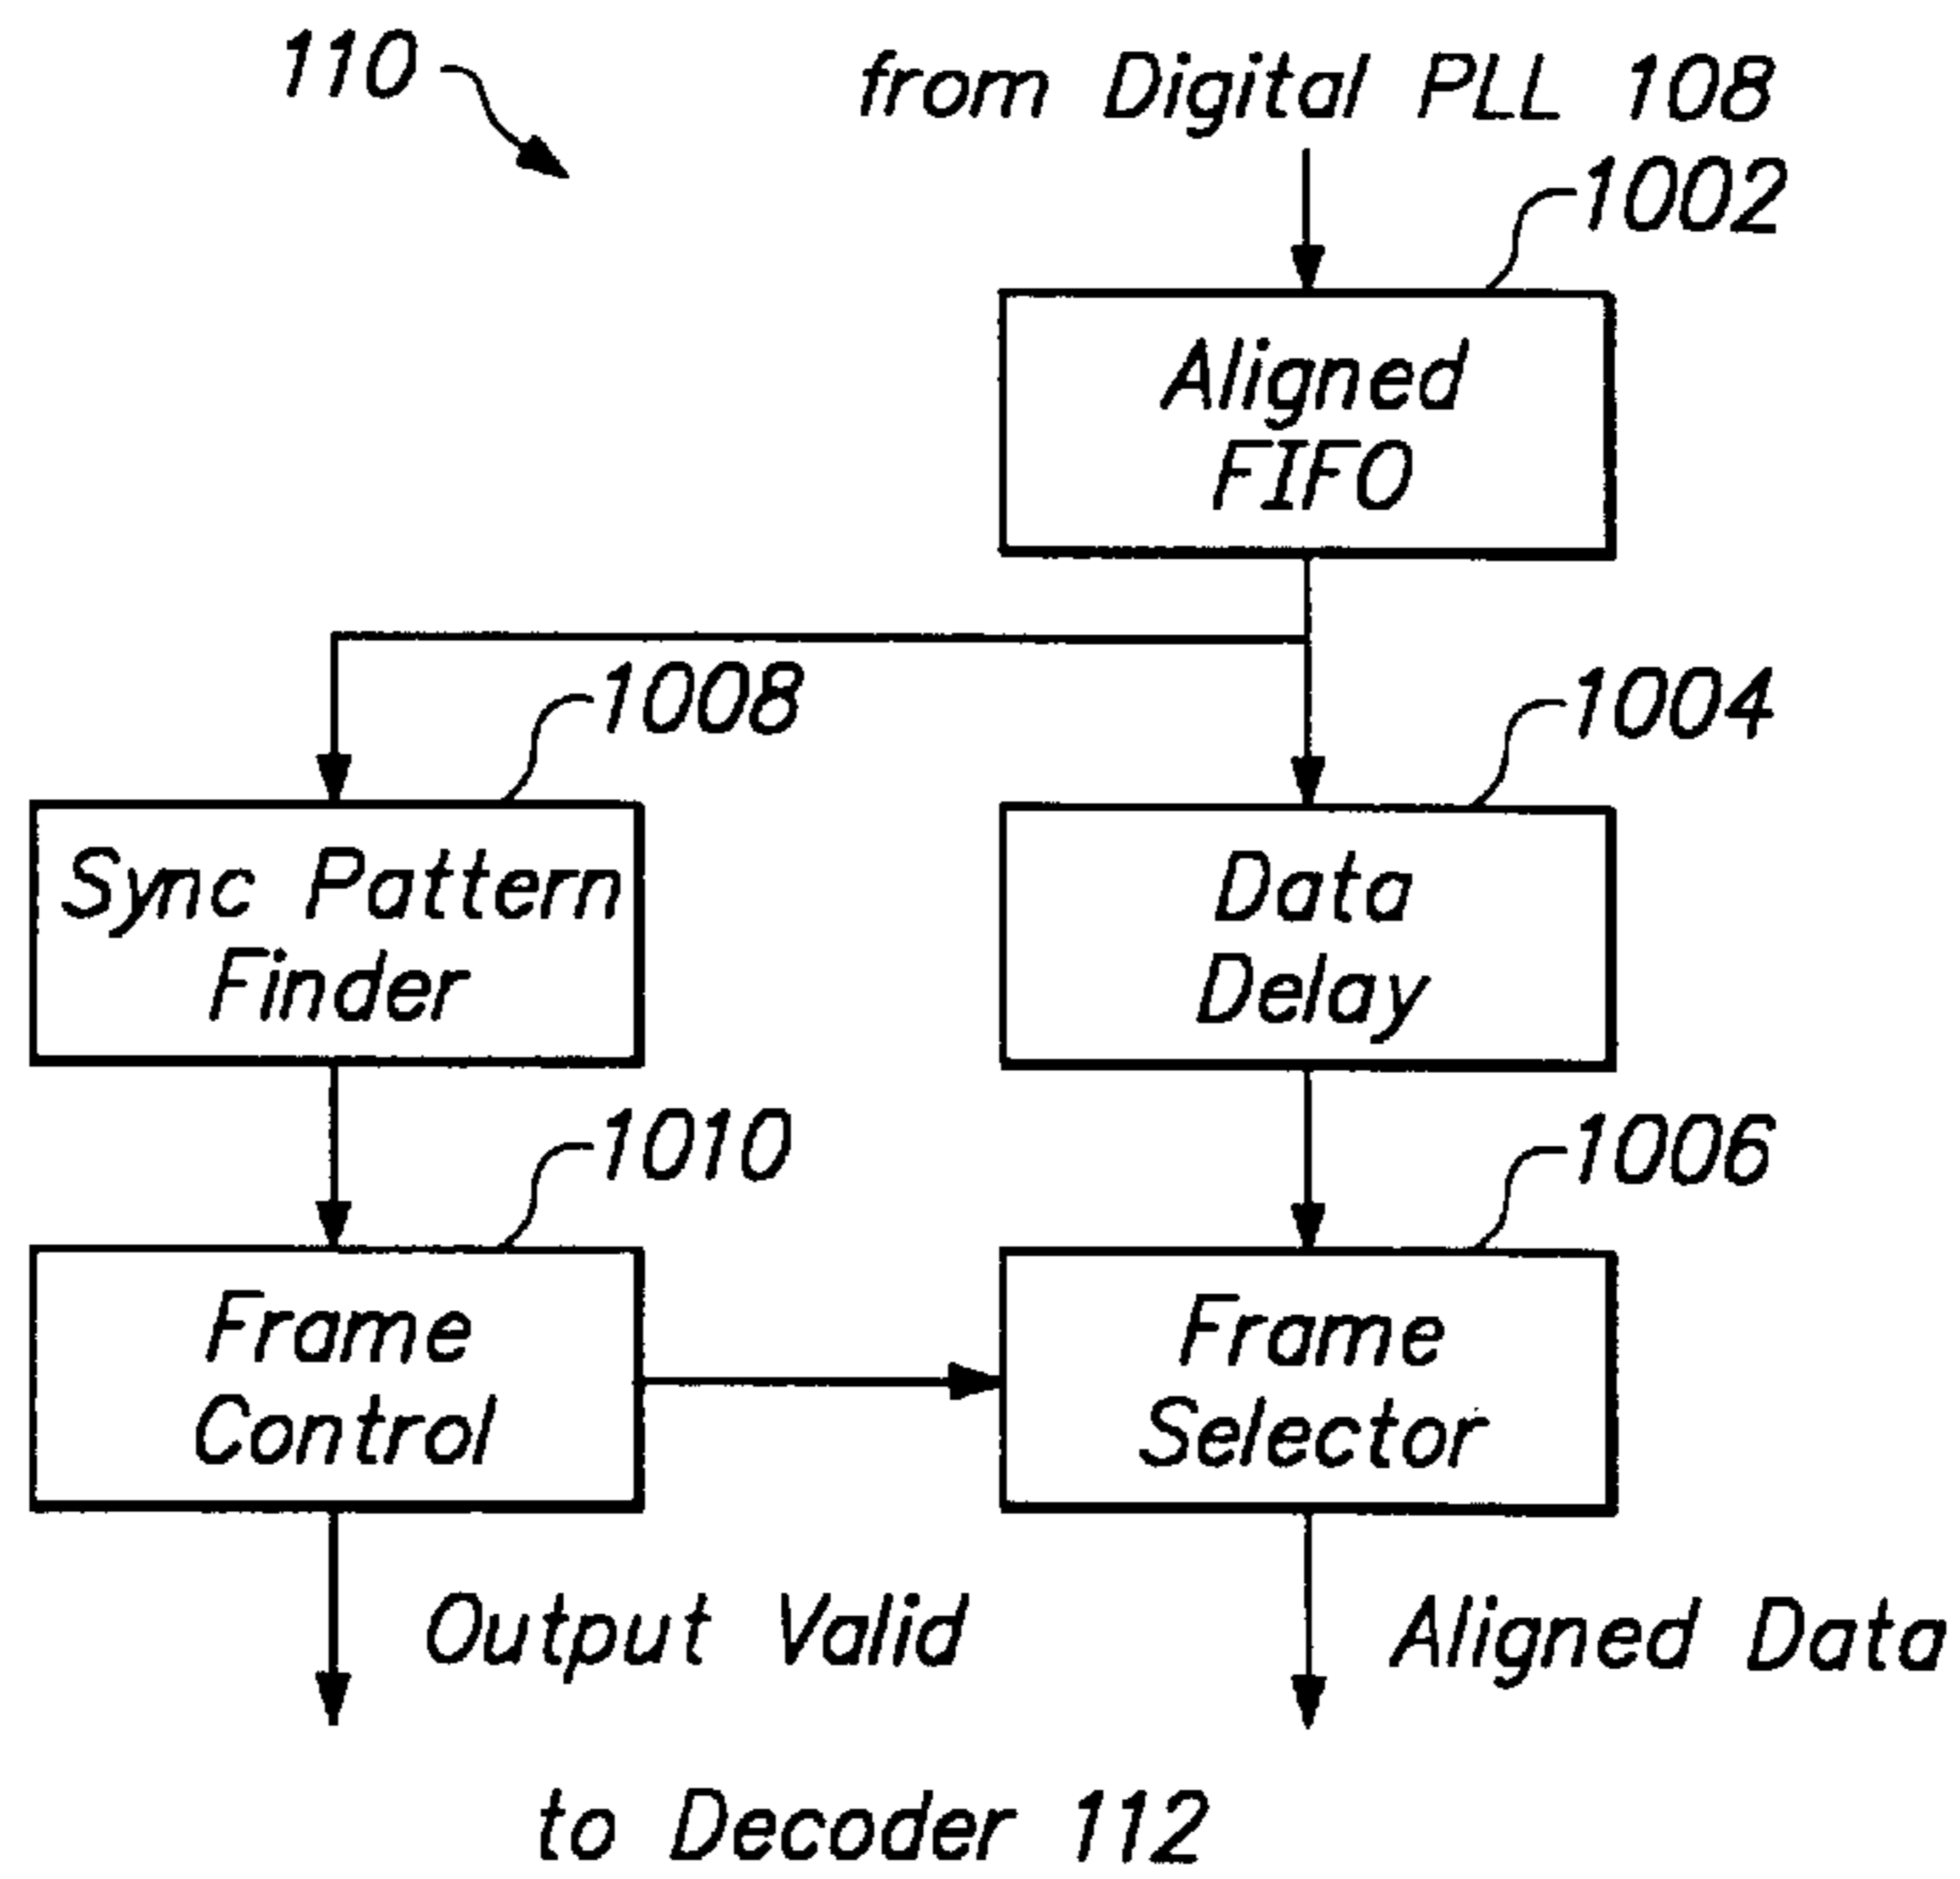 110
from Digital PLL 108
1002
Aligned
FIFO
1008
1004
Sync Pattern
Finder
Data
Delay
1010
1006
Frame
Control
Frame
Selector
Output Valid
Aligned Data
to Decoder 112